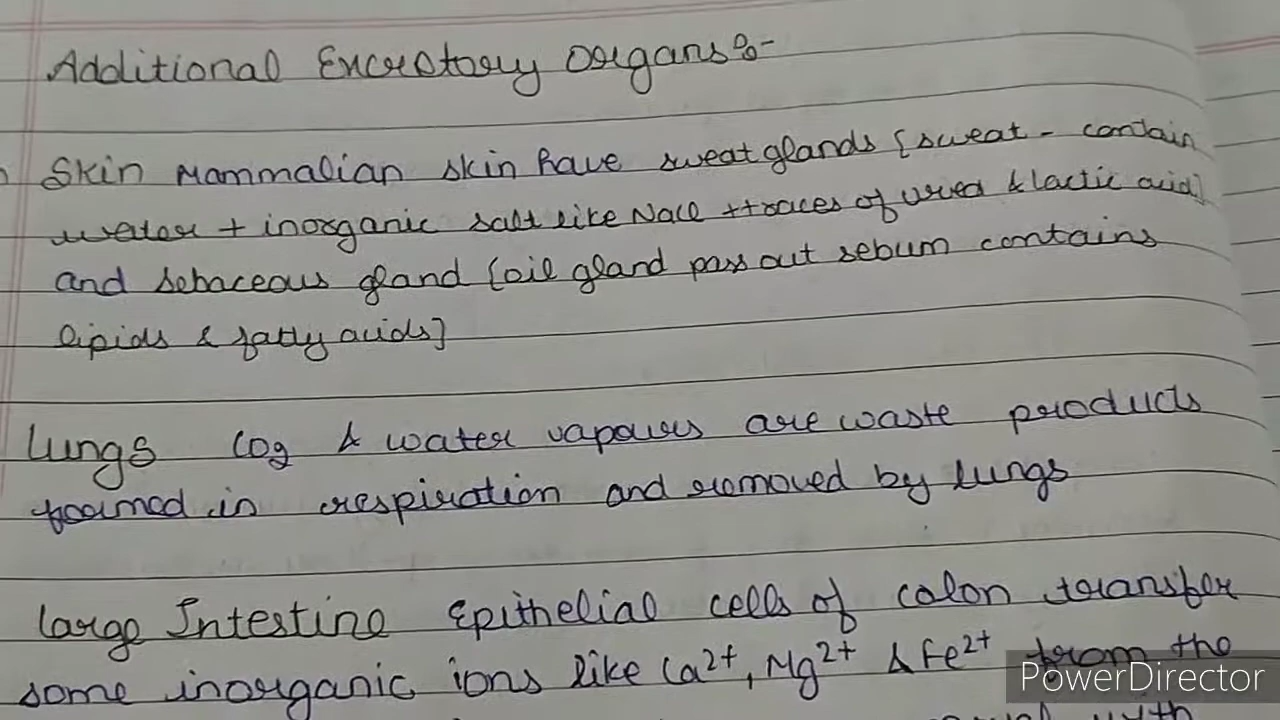 Additional Excretory Organs :-
Skin Mammalian skin have sweat glands {sweat - contain
water + inorganic salt like NaCl + traces of urea & lactic acid}
and sebaceous gland {oil gland pass out sebum contains
lipids & fatty acids}
Lungs CO2 & water vapours are waste products
formed in respiration and removed by lungs
Large Intestine Epithelial cells of colon transfer
some inorganic ions like Ca2+, Mg2+ & Fe2+ from the
with
PowerDirector